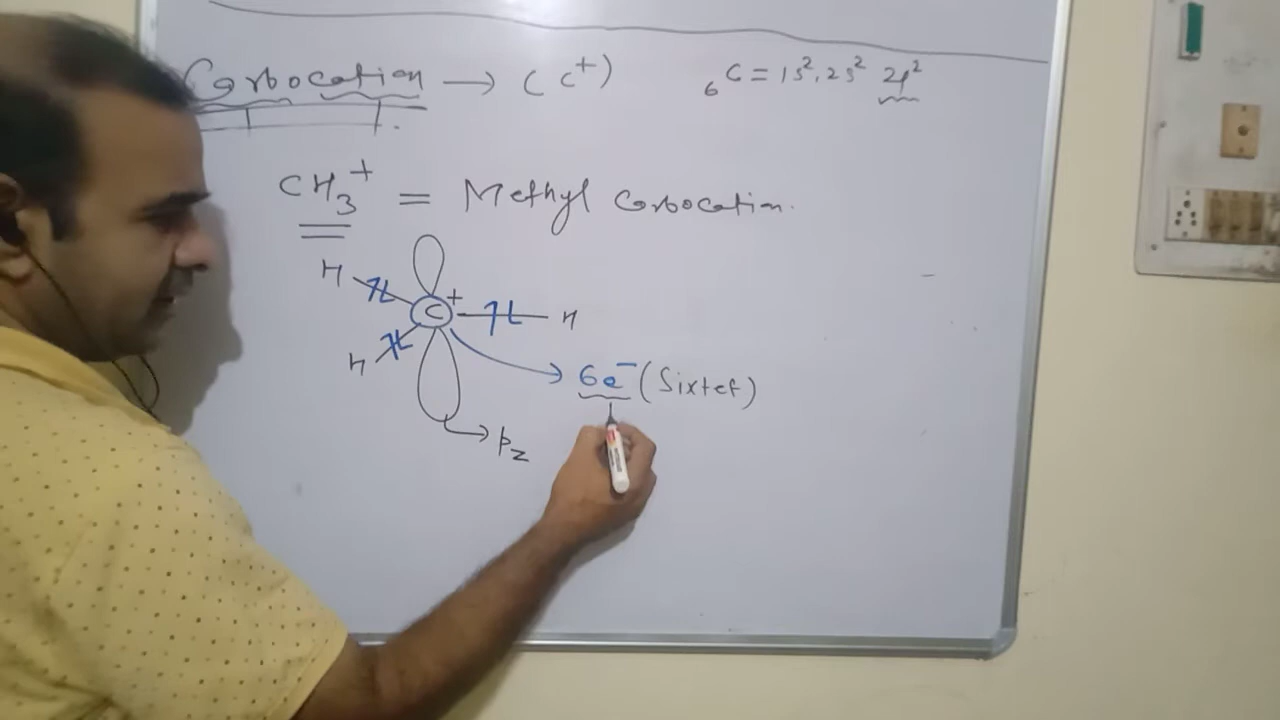 Carbocation → (C⁺) ₆C = 1s², 2s² 2p²
CH₃⁺ = Methyl Carbocation.
H
C⁺ H
H
6e⁻ (Sixtet)
pz